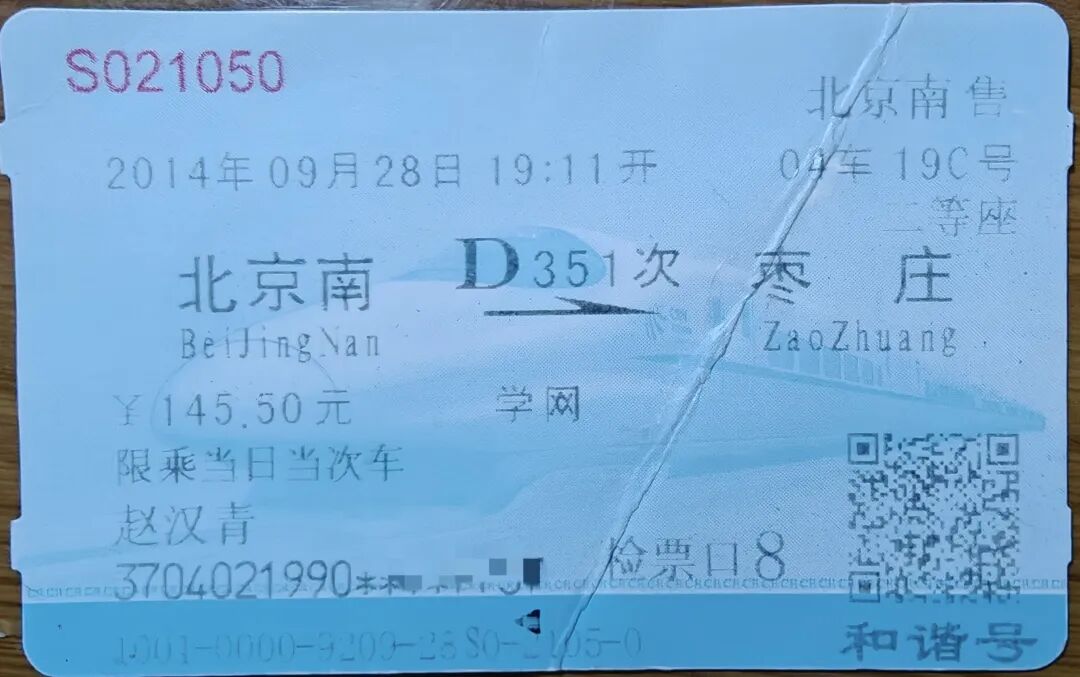 S021050
北京南 售
2014年09月28日 19:11开 04车 19C号
二等座
北京南 D351次 枣庄
BeiJingNan ZaoZhuang
¥145.50元 学网
限乘当日当次车
赵汉青
3704021990**
检票口8
和谐号